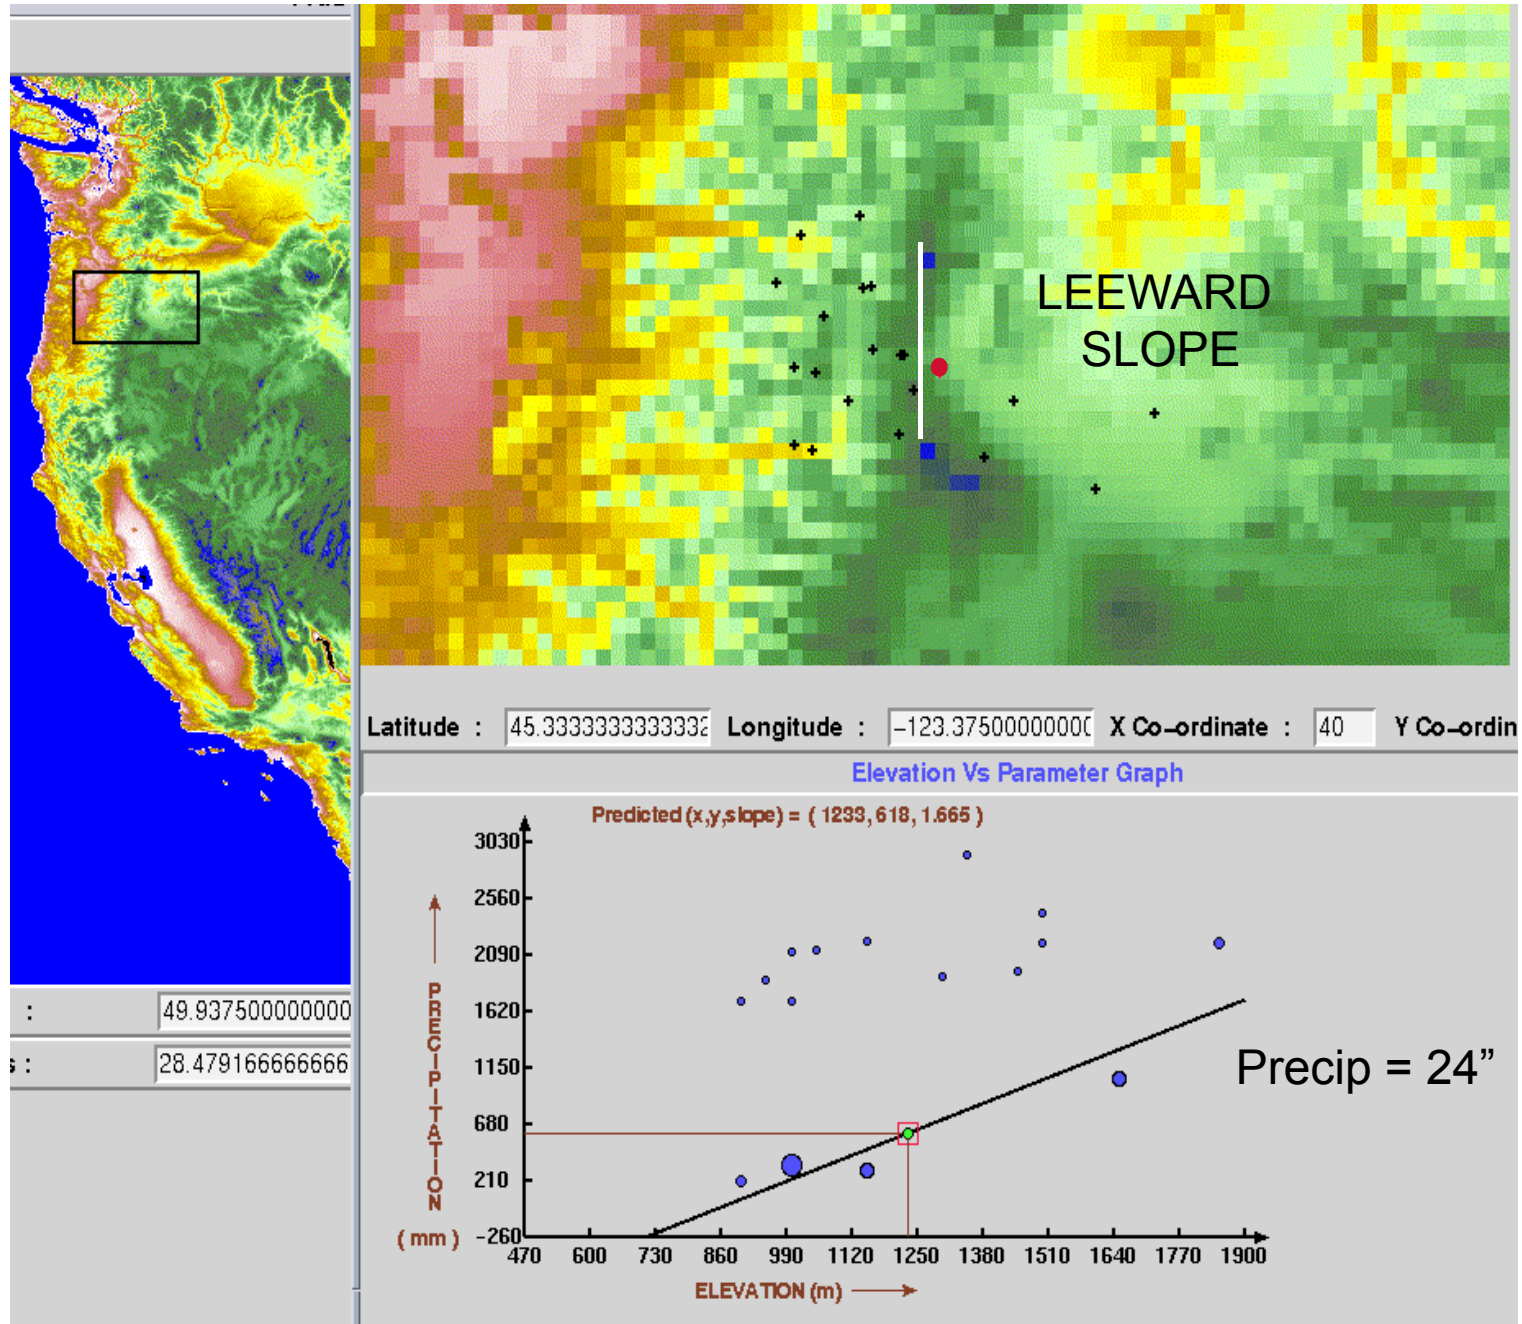 LEEWARD
SLOPE
Latitude : 45.3333333333333 Longitude : -123.37500000000 X Co-ordinate : 40 Y Co-ordin
Elevation Vs Parameter Graph
Predicted (x,y,slope) = ( 1233, 618, 1.665 )
3030
2560
2090
1620
1150
680
210
-260
PRECIPITATION
( mm )
470 600 730 860 990 1120 1250 1380 1510 1640 1770 1900
ELEVATION (m)
Precip = 24”
: 49.937500000000
s : 28.479166666666